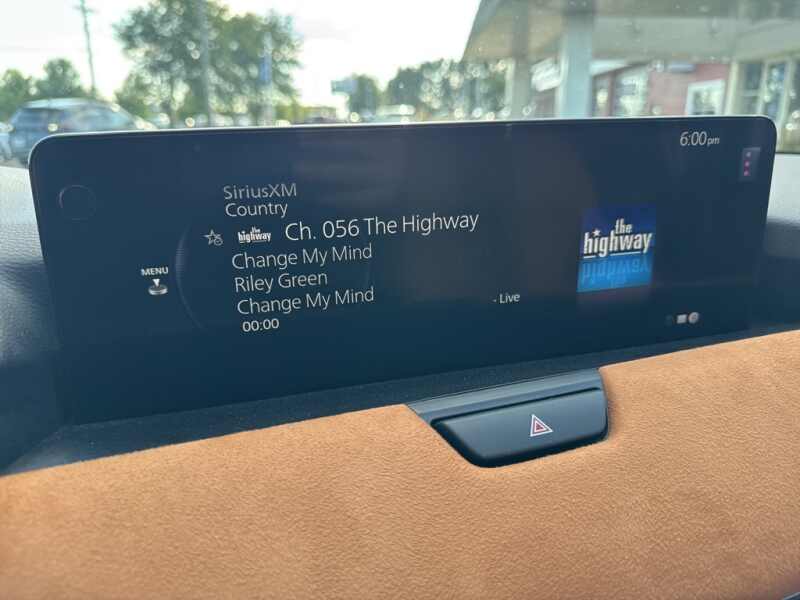 6:00pm
SiriusXM
Country
the highway
Ch. 056 The Highway
Change My Mind
Riley Green
Change My Mind
00:00
- Live
MENU
the
highway